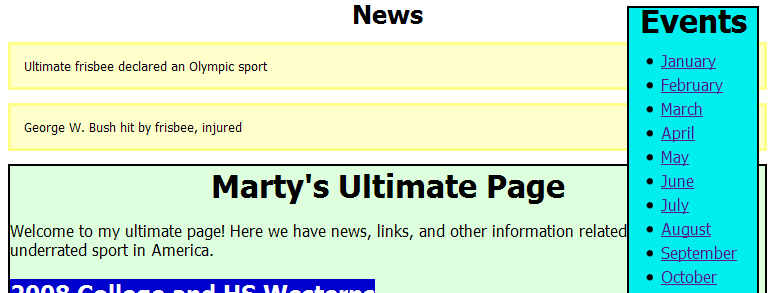 News
Ultimate frisbee declared an Olympic sport
George W. Bush hit by frisbee, injured
Marty's Ultimate Page
Welcome to my ultimate page! Here we have news, links, and other information related
underrated sport in America.
2008 College and HS Westerns
Events
January
February
March
April
May
June
July
August
September
October